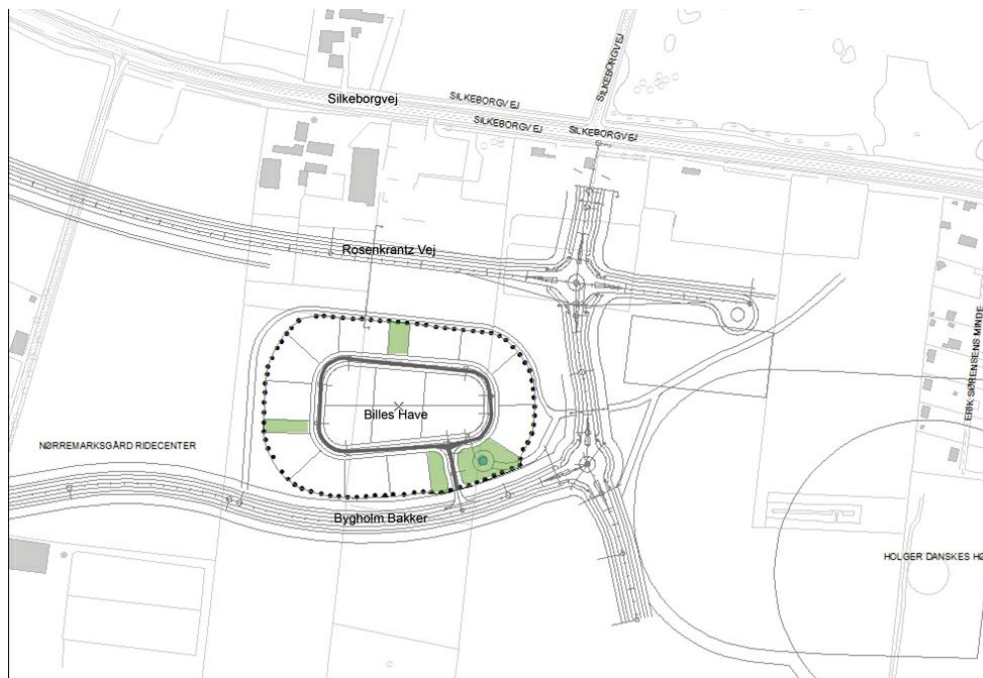 SILKEBORGVEJ
Silkeborgvej
SILKEBORGVEJ
SILKEBORGVEJ
SILKEBORGVEJ
Rosenkrantz Vej
ERIK SØRENSENS MINDE
Billes Have
NØRREMARKSGÅRD RIDECENTER
Bygholm Bakker
HOLGER DANSKES HØ